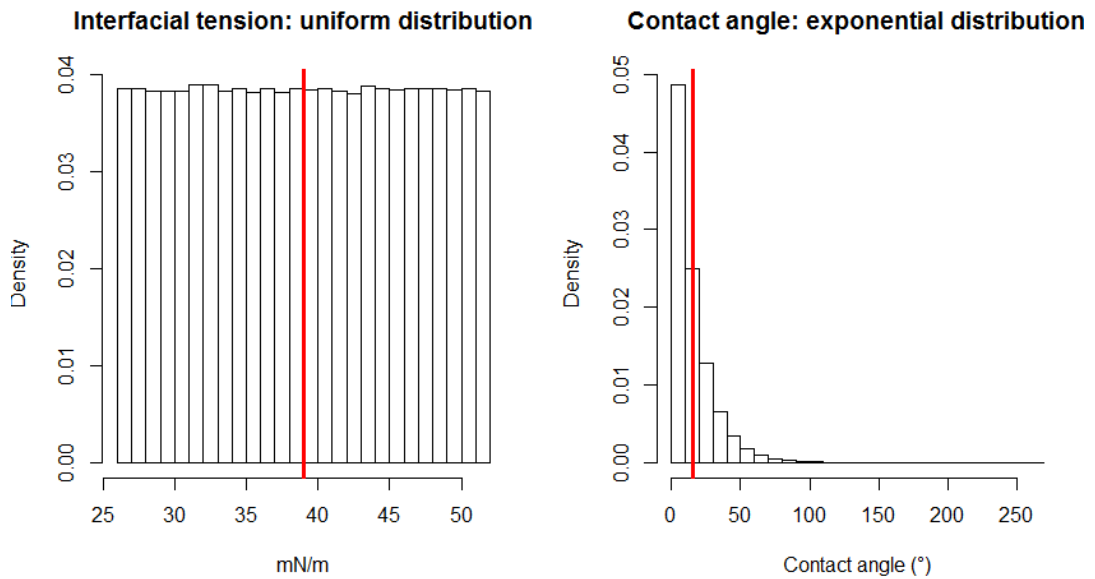 Interfacial tension: uniform distribution
Density
0.00 0.01 0.02 0.03 0.04
25 30 35 40 45 50
mN/m
Contact angle: exponential distribution
Density
0.00 0.01 0.02 0.03 0.04 0.05
0 50 100 150 200 250
Contact angle (°)